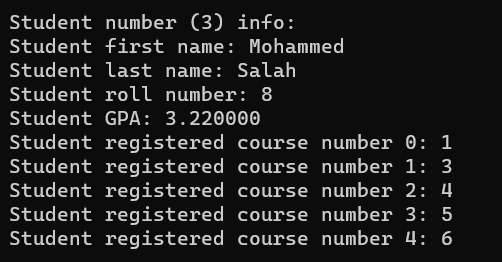 Student number (3) info:
Student first name: Mohammed
Student last name: Salah
Student roll number: 8
Student GPA: 3.220000
Student registered course number 0: 1
Student registered course number 1: 3
Student registered course number 2: 4
Student registered course number 3: 5
Student registered course number 4: 6